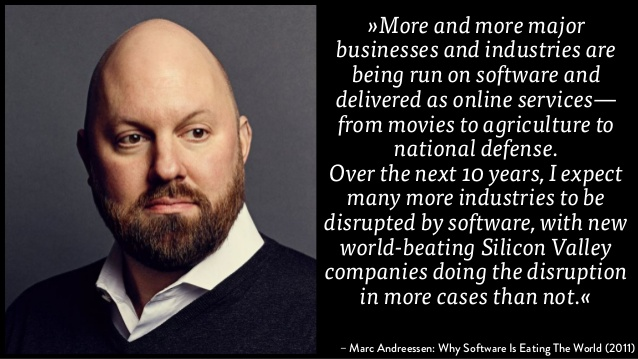 »More and more major
businesses and industries are
being run on software and
delivered as online services—
from movies to agriculture to
national defense.
Over the next 10 years, I expect
many more industries to be
disrupted by software, with new
world-beating Silicon Valley
companies doing the disruption
in more cases than not.«
– Marc Andreessen: Why Software Is Eating The World (2011)